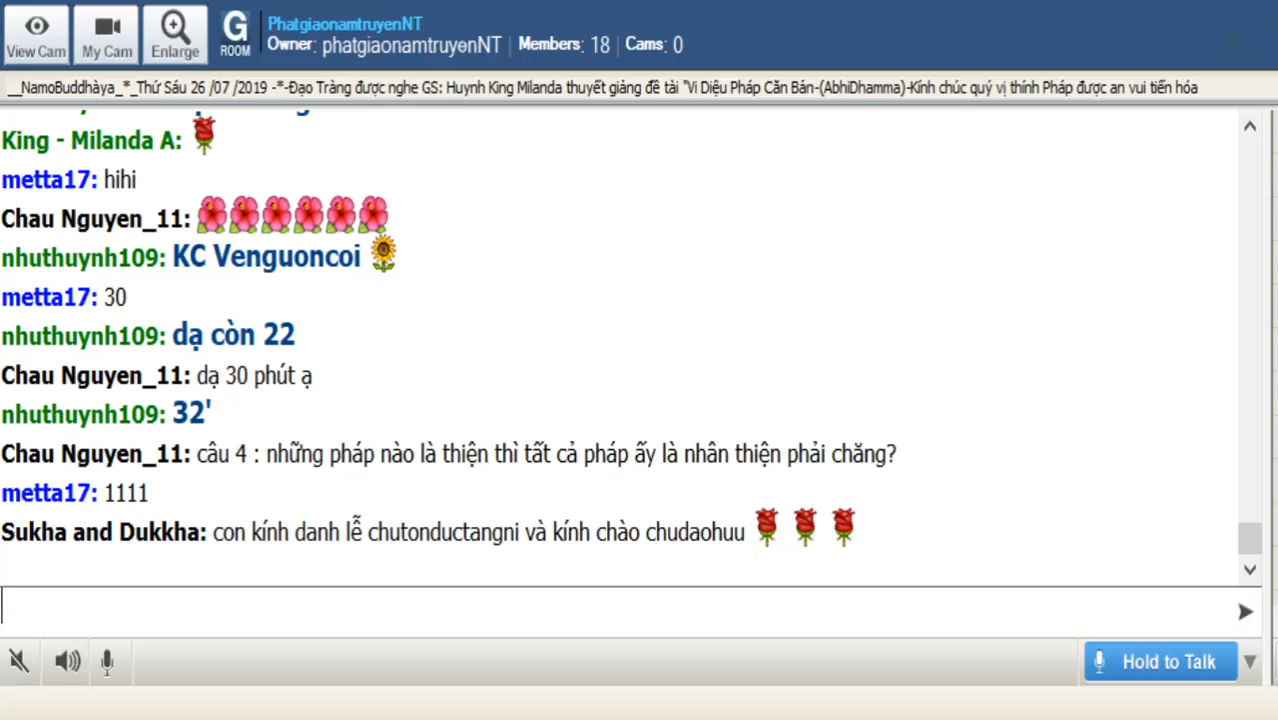 View Cam
My Cam
Enlarge
G
ROOM
PhatgiaonamtruyenNT
Owner: phatgiaonamtruyenNT | Members: 18 | Cams: 0
__NamoBuddhàya_*_Thứ Sáu 26 /07 /2019 -*-Đạo Tràng được nghe GS: Huynh King Milanda thuyết giảng đề tài "Vi Diệu Pháp Căn Bản-(AbhiDhamma)-Kính chúc quý vị thính Pháp được an vui tiến hóa
King - Milanda A:
metta17: hihi
Chau Nguyen_11:
nhuthuynh109: KC Venguoncoi
metta17: 30
nhuthuynh109: dạ còn 22
Chau Nguyen_11: dạ 30 phút ạ
nhuthuynh109: 32'
Chau Nguyen_11: câu 4 : những pháp nào là thiện thì tất cả pháp ấy là nhân thiện phải chăng?
metta17: 1111
Sukha and Dukkha: con kính danh lễ chutonductangni và kính chào chudaohuu
Hold to Talk